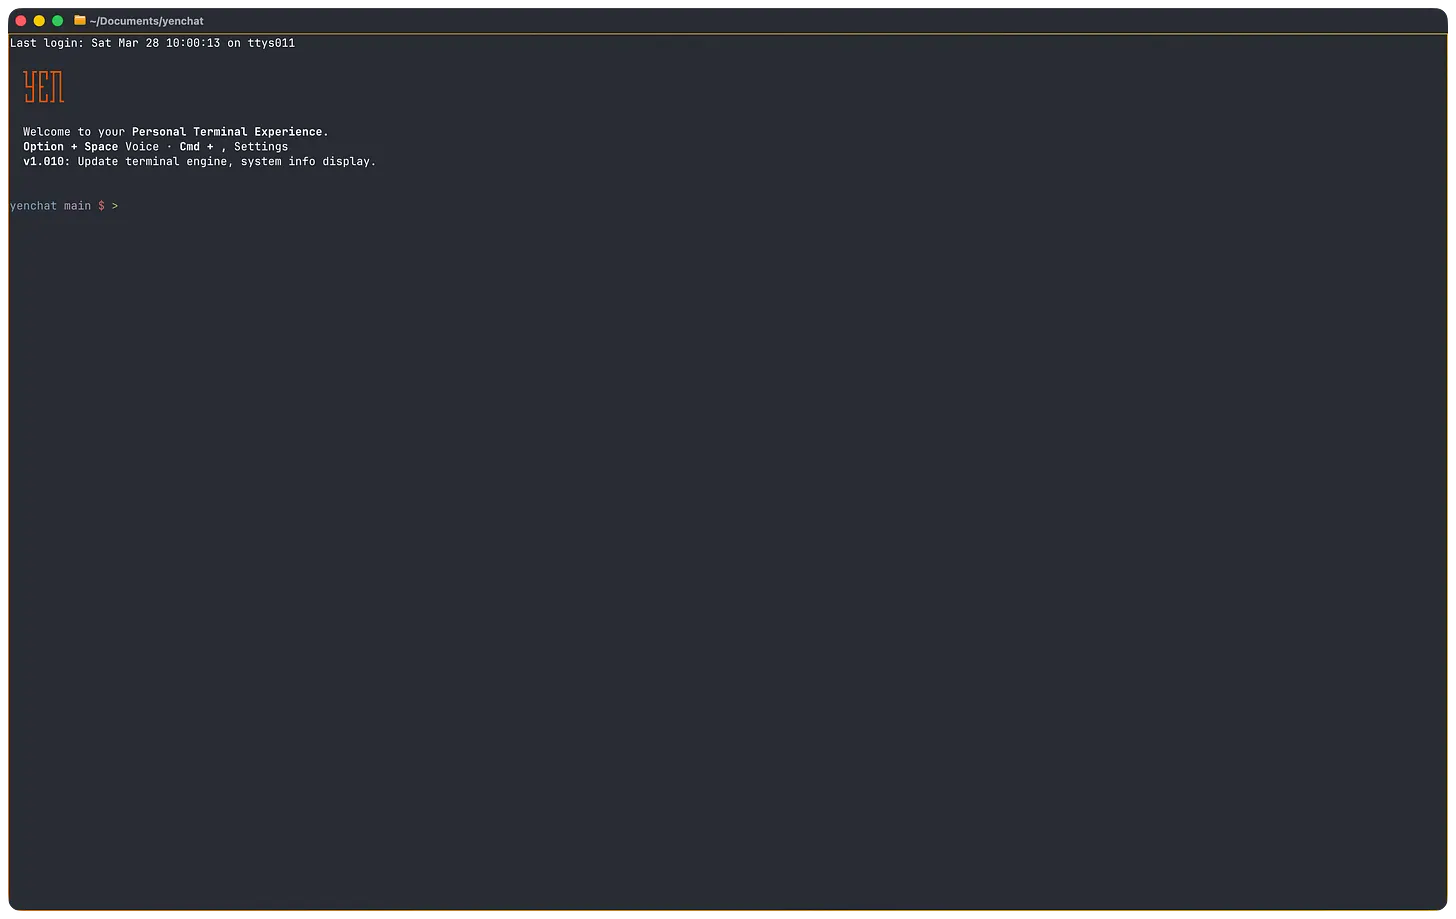 ~/Documents/yenchat
Last login: Sat Mar 28 10:00:13 on ttys011
YEN
Welcome to your Personal Terminal Experience.
Option + Space Voice · Cmd + , Settings
v1.010: Update terminal engine, system info display.
yenchat main $ >